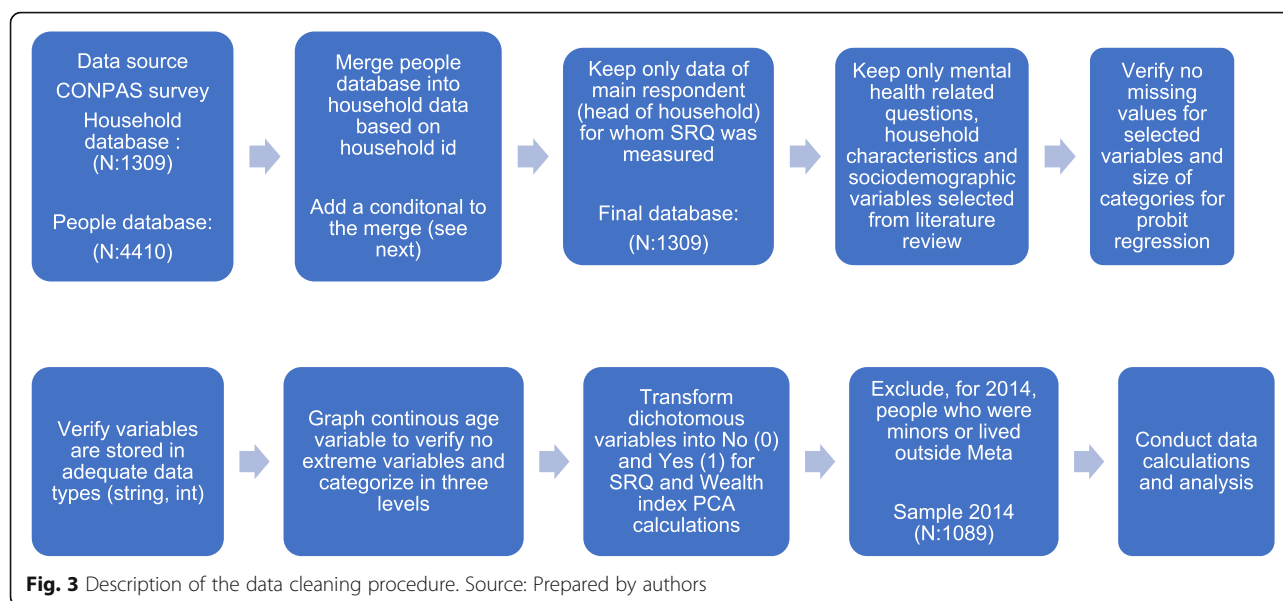 Data source
CONPAS survey
Household
database :
(N:1309)
People database:
(N:4410)
Merge people
database into
household data
based on
household id
Add a conditonal to
the merge (see
next)
Keep only data of
main respondent
(head of household)
for whom SRQ was
measured
Final database:
(N:1309)
Keep only mental
health related
questions,
household
characteristics and
sociodemographic
variables selected
from literature
review
Verify no
missing
values for
selected
variables and
size of
categories for
probit
regression
Verify variables
are stored in
adequate data
types (string, int)
Graph continous age
variable to verify no
extreme variables and
categorize in three
levels
Transform
dichotomous
variables into No (0)
and Yes (1) for
SRQ and Wealth
index PCA
calculations
Exclude, for 2014,
people who were
minors or lived
outside Meta
Sample 2014
(N:1089)
Conduct data
calculations
and analysis
Fig. 3 Description of the data cleaning procedure. Source: Prepared by authors